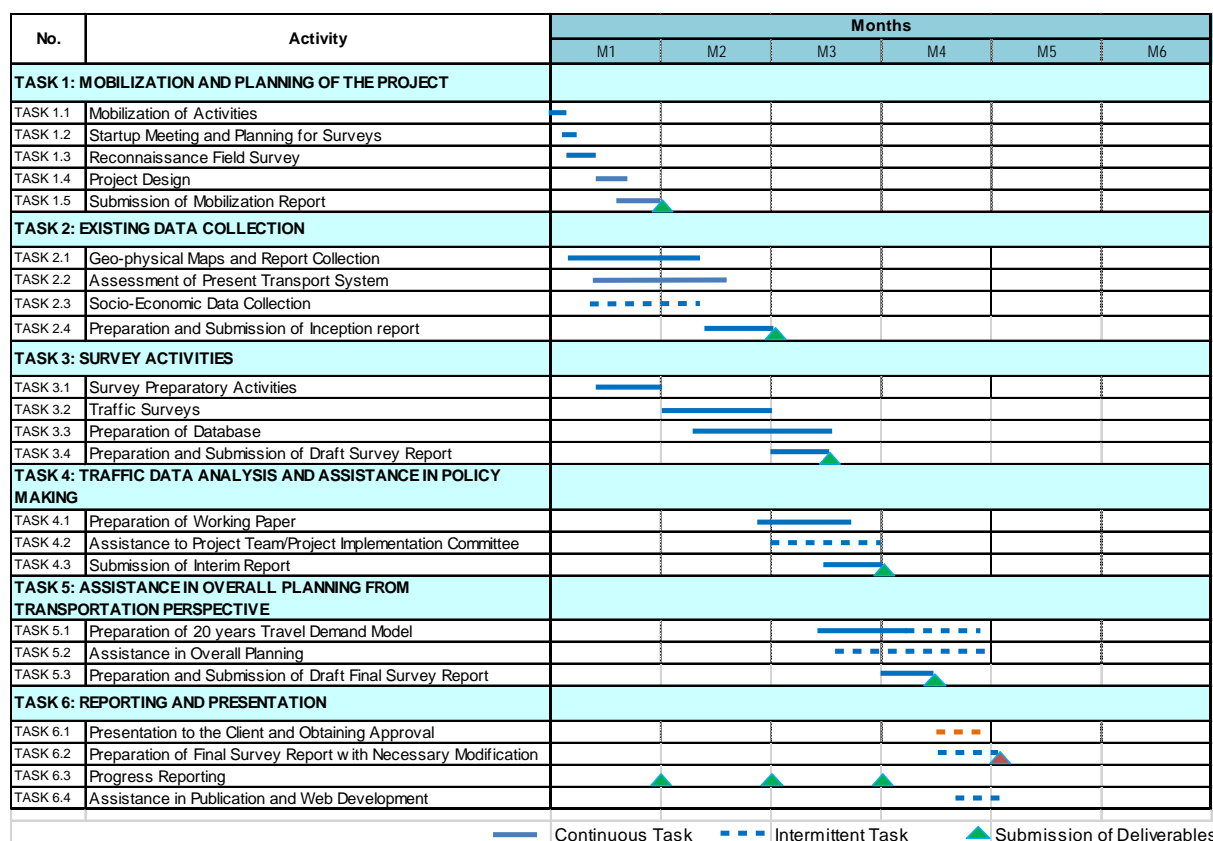 No. Activity Months
M1 M2 M3 M4 M5 M6
TASK 1: MOBILIZATION AND PLANNING OF THE PROJECT
TASK 1.1 Mobilization of Activities
TASK 1.2 Startup Meeting and Planning for Surveys
TASK 1.3 Reconnaissance Field Survey
TASK 1.4 Project Design
TASK 1.5 Submission of Mobilization Report
TASK 2: EXISTING DATA COLLECTION
TASK 2.1 Geo-physical Maps and Report Collection
TASK 2.2 Assessment of Present Transport System
TASK 2.3 Socio-Economic Data Collection
TASK 2.4 Preparation and Submission of Inception report
TASK 3: SURVEY ACTIVITIES
TASK 3.1 Survey Preparatory Activities
TASK 3.2 Traffic Surveys
TASK 3.3 Preparation of Database
TASK 3.4 Preparation and Submission of Draft Survey Report
TASK 4: TRAFFIC DATA ANALYSIS AND ASSISTANCE IN POLICY
MAKING
TASK 4.1 Preparation of Working Paper
TASK 4.2 Assistance to Project Team/Project Implementation Committee
TASK 4.3 Submission of Interim Report
TASK 5: ASSISTANCE IN OVERALL PLANNING FROM
TRANSPORTATION PERSPECTIVE
TASK 5.1 Preparation of 20 years Travel Demand Model
TASK 5.2 Assistance in Overall Planning
TASK 5.3 Preparation and Submission of Draft Final Survey Report
TASK 6: REPORTING AND PRESENTATION
TASK 6.1 Presentation to the Client and Obtaining Approval
TASK 6.2 Preparation of Final Survey Report with Necessary Modification
TASK 6.3 Progress Reporting
TASK 6.4 Assistance in Publication and Web Development
Continuous Task Intermittent Task Submission of Deliverables